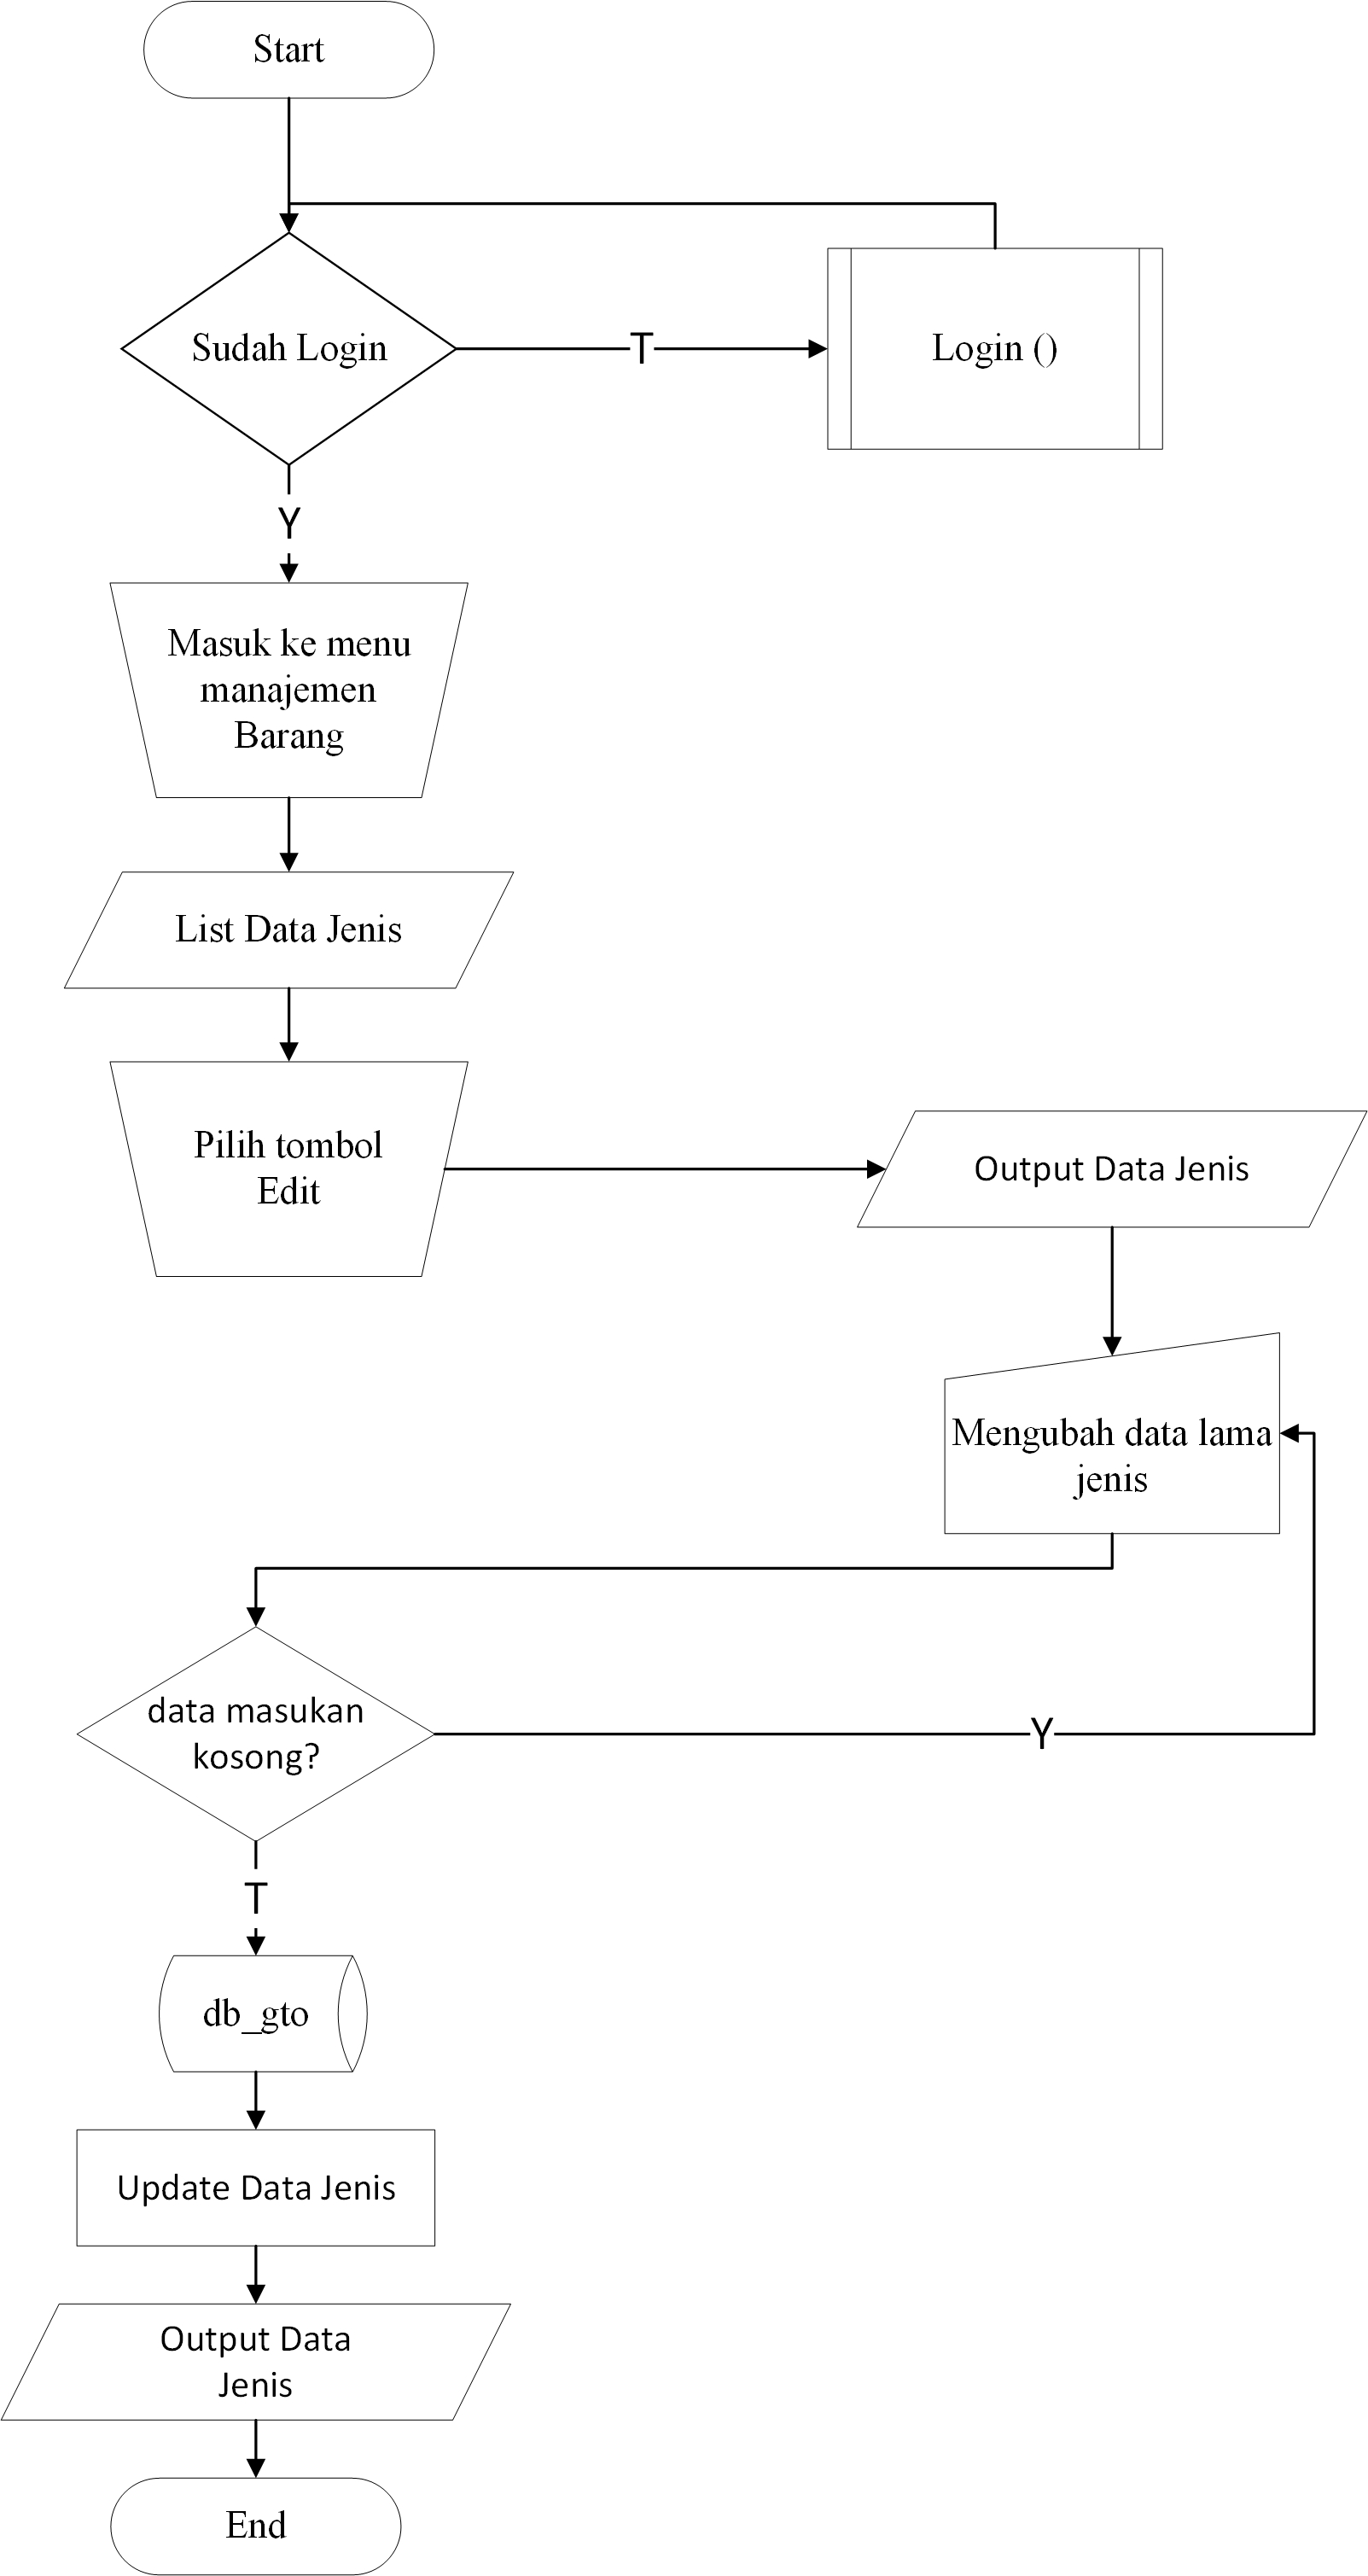 Start
Sudah Login
T
Login ()
Y
Masuk ke menu
manajemen
Barang
List Data Jenis
Pilih tombol
Edit
Output Data Jenis
Mengubah data lama
jenis
data masukan
kosong?
Y
T
db_gto
Update Data Jenis
Output Data
Jenis
End